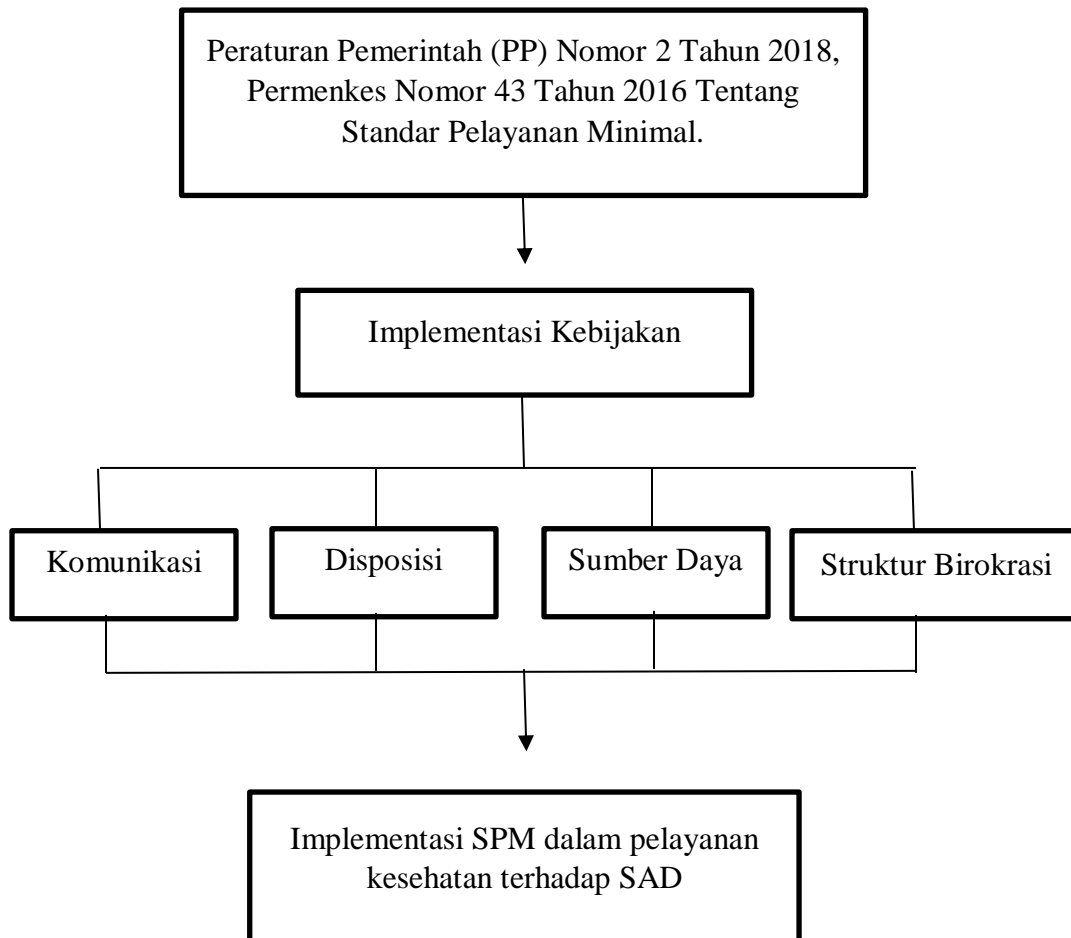 Peraturan Pemerintah (PP) Nomor 2 Tahun 2018,
Permenkes Nomor 43 Tahun 2016 Tentang
Standar Pelayanan Minimal.
Implementasi Kebijakan
Komunikasi
Disposisi
Sumber Daya
Struktur Birokrasi
Implementasi SPM dalam pelayanan
kesehatan terhadap SAD